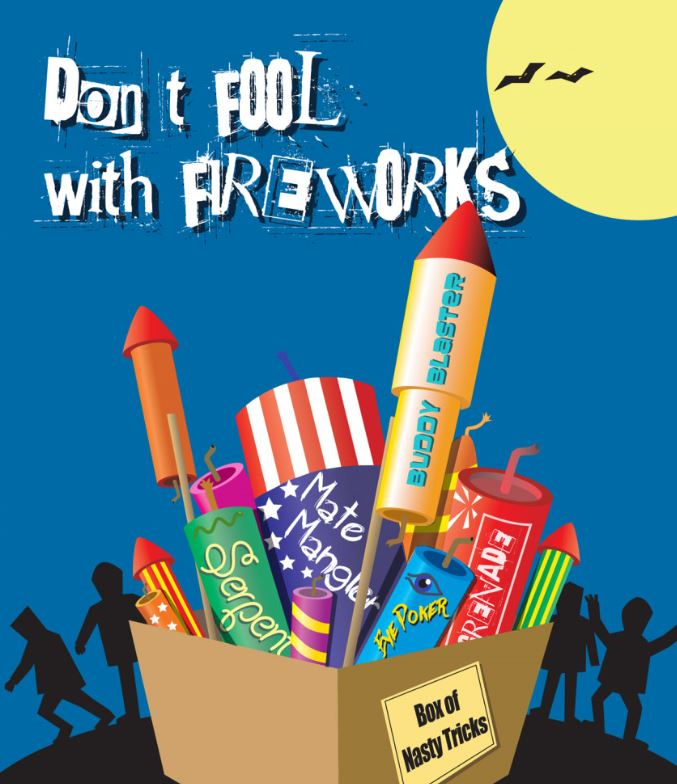 Don't FOOL
with FIREWORKS
BUDDY BLASTER
Mate
Mangler
Serpent
EYE POKER
GRENADE
Box of
Nasty Tricks